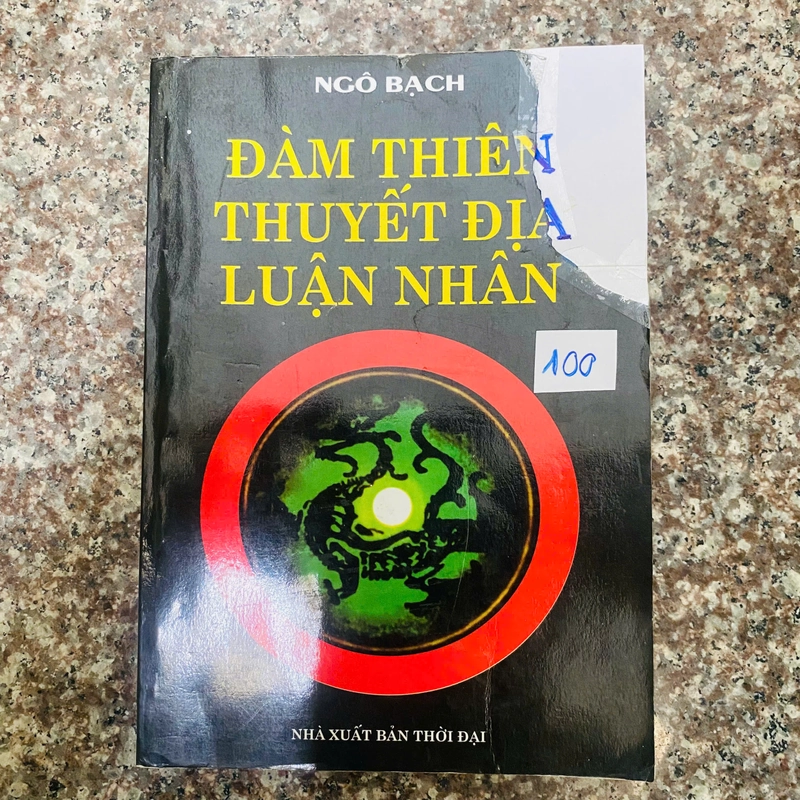 NGÔ BẠCH
ĐÀM THIÊN
THUYẾT ĐỊA
LUẬN NHÂN
100
NHÀ XUẤT BẢN THỜI ĐẠI